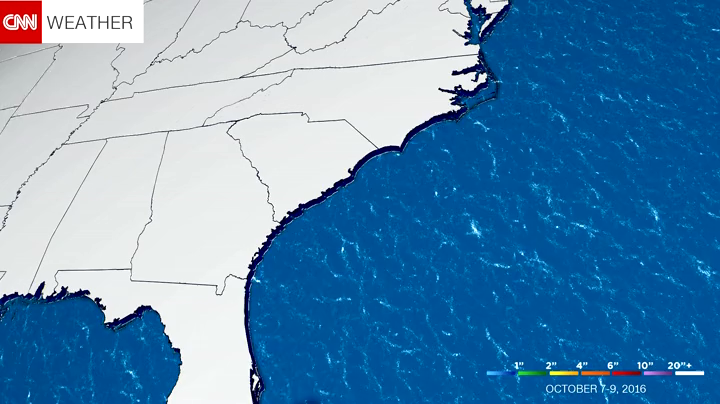 CNN WEATHER
1" 2" 4" 6" 10" 20"+
OCTOBER 7-9, 2016